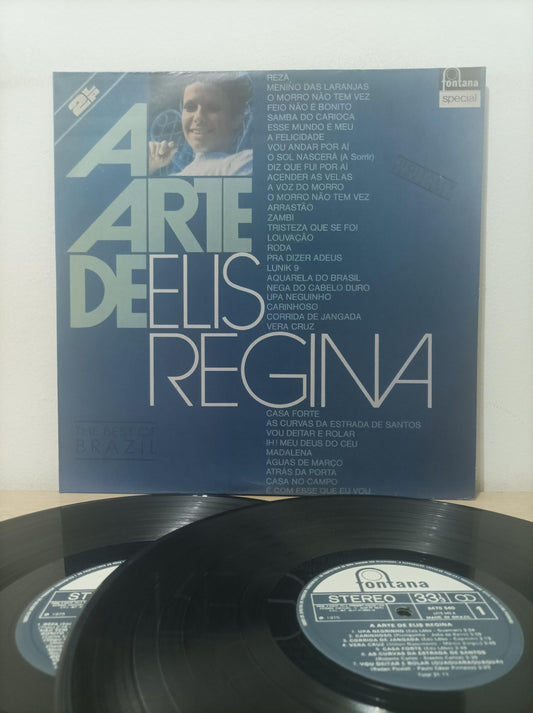 2 LP
A
ARTE
DE ELIS
REGINA
fontana
special
REZA
MENINO DAS LARANJAS
O MORRO NÃO TEM VEZ
FEIO NÃO É BONITO
SAMBA DO CARIOCA
ESSE MUNDO É MEU
A FELICIDADE
VOU ANDAR POR AÍ
O SOL NASCERÁ (A Sorrir)
DIZ QUE FUI POR AÍ
ACENDER AS VELAS
A VOZ DO MORRO
O MORRO NÃO TEM VEZ
ARRASTÃO
ZAMBI
TRISTEZA QUE SE FOI
LOUVAÇÃO
RODA
PRA DIZER ADEUS
LUNIK 9
AQUARELA DO BRASIL
NEGA DO CABELO DURO
UPA NEGUINHO
CARINHOSO
CORRIDA DE JANGADA
VERA CRUZ
CASA FORTE
AS CURVAS DA ESTRADA DE SANTOS
VOU DEITAR E ROLAR
IH! MEU DEUS DO CÉU
MADALENA
ÁGUAS DE MARÇO
ATRÁS DA PORTA
CASA NO CAMPO
É COM ESSE QUE EU VOU
THE BEST OF
BRAZIL
ST
fontana
STEREO 33⅓
1
MADE IN BRAZIL
℗ 1975
A ARTE DE ELIS REGINA
1. UPA NEGUINHO
2. CARINHOSO
3. CORRIDA DE JANGADA
4. VERA CRUZ
5. CASA FORTE
6. AS CURVAS DA ESTRADA DE SANTOS
7. VOU DEITAR E ROLAR (QUAQUARAQUAQUÁ)